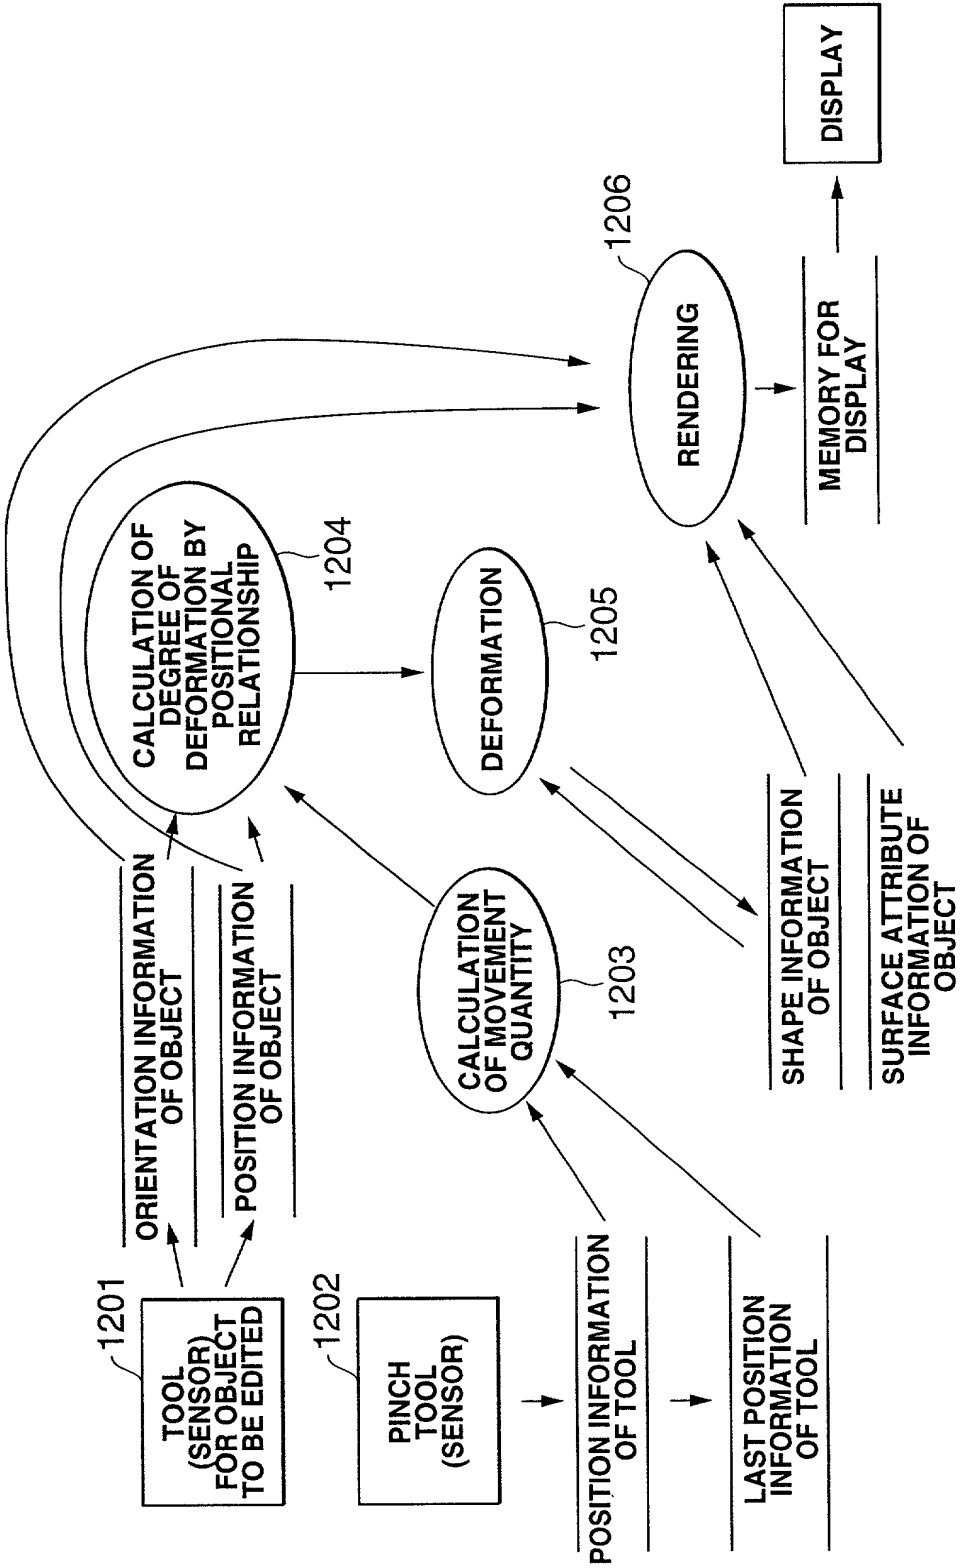 1201
TOOL
(SENSOR)
FOR OBJECT
TO BE EDITED
ORIENTATION INFORMATION
OF OBJECT
POSITION INFORMATION
OF OBJECT
CALCULATION OF
DEGREE OF
DEFORMATION BY
POSITIONAL
RELATIONSHIP
1204
1202
PINCH
TOOL
(SENSOR)
CALCULATION
OF MOVEMENT
QUANTITY
1203
DEFORMATION
1205
1206
RENDERING
POSITION INFORMATION
OF TOOL
LAST POSITION
INFORMATION
OF TOOL
SHAPE INFORMATION
OF OBJECT
SURFACE ATTRIBUTE
INFORMATION OF
OBJECT
MEMORY FOR
DISPLAY
DISPLAY